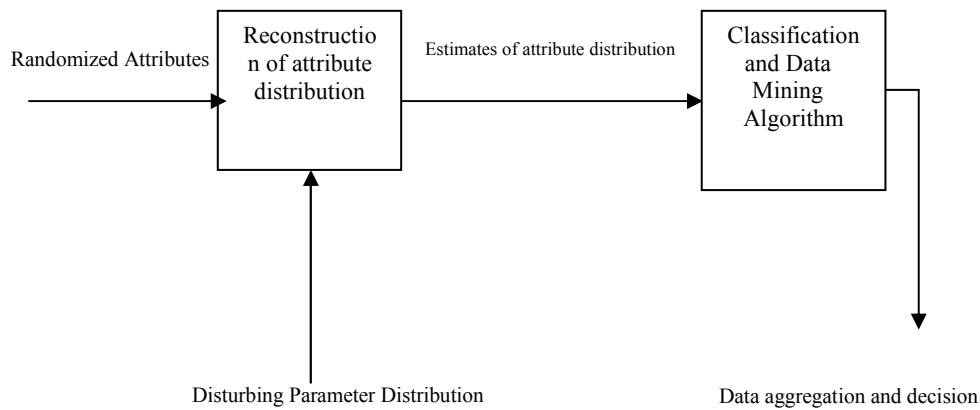 Randomized Attributes
Reconstructio
n of attribute
distribution
Estimates of attribute distribution
Classification
and Data
Mining
Algorithm
Disturbing Parameter Distribution
Data aggregation and decision